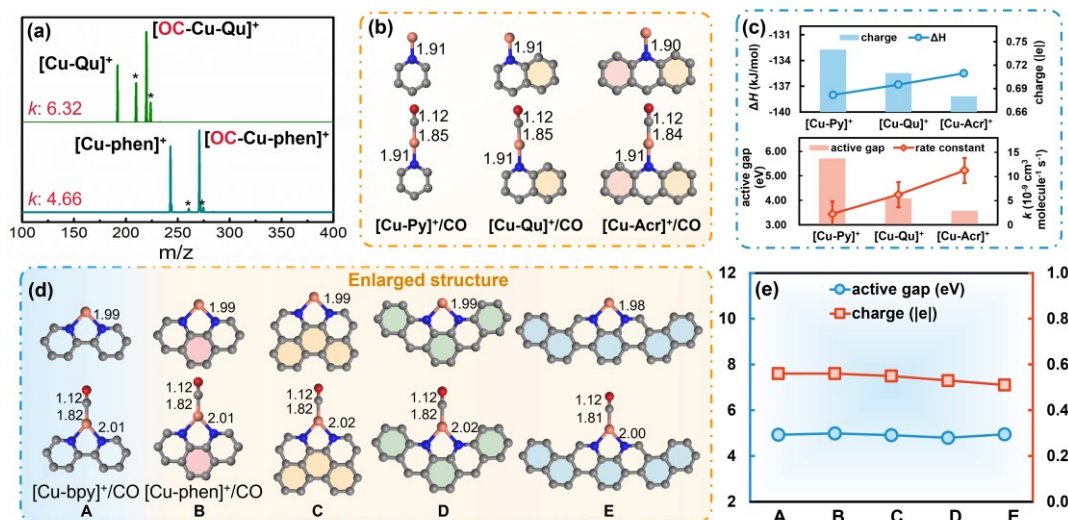 (a)
[OC-Cu-Qu]+
[Cu-Qu]+
*
*
k: 6.32
[Cu-phen]+
[OC-Cu-phen]+
k: 4.66
*
*
100 150 200 250 300 350 400
m/z
(b)
1.91
1.91
1.90
1.12
1.85
1.91
1.12
1.85
1.91
1.12
1.84
1.91
[Cu-Py]+/CO
[Cu-Qu]+/CO
[Cu-Acr]+/CO
(c)
-131
-134
-137
-140
ΔH (kJ/mol)
charge
ΔH
0.74
0.70
0.66
charge (|e|)
[Cu-Py]+
[Cu-Qu]+
[Cu-Acr]+
6.00
5.00
4.00
3.00
active gap
(eV)
active gap
rate constant
15
10
5
0
k (10-9 cm3
molecule-1 s-1)
[Cu-Py]+
[Cu-Qu]+
[Cu-Acr]+
(d)
Enlarged structure
1.99
1.99
1.99
1.99
1.98
1.12
1.82
2.01
1.12
1.82
2.01
1.12
1.82
2.02
1.12
1.82
2.02
1.12
1.81
2.00
[Cu-bpy]+/CO
[Cu-phen]+/CO
A
B
C
D
E
(e)
12
10
8
6
4
2
active gap (eV)
charge (|e|)
1.0
0.8
0.6
0.4
0.2
0.0
A B C D E